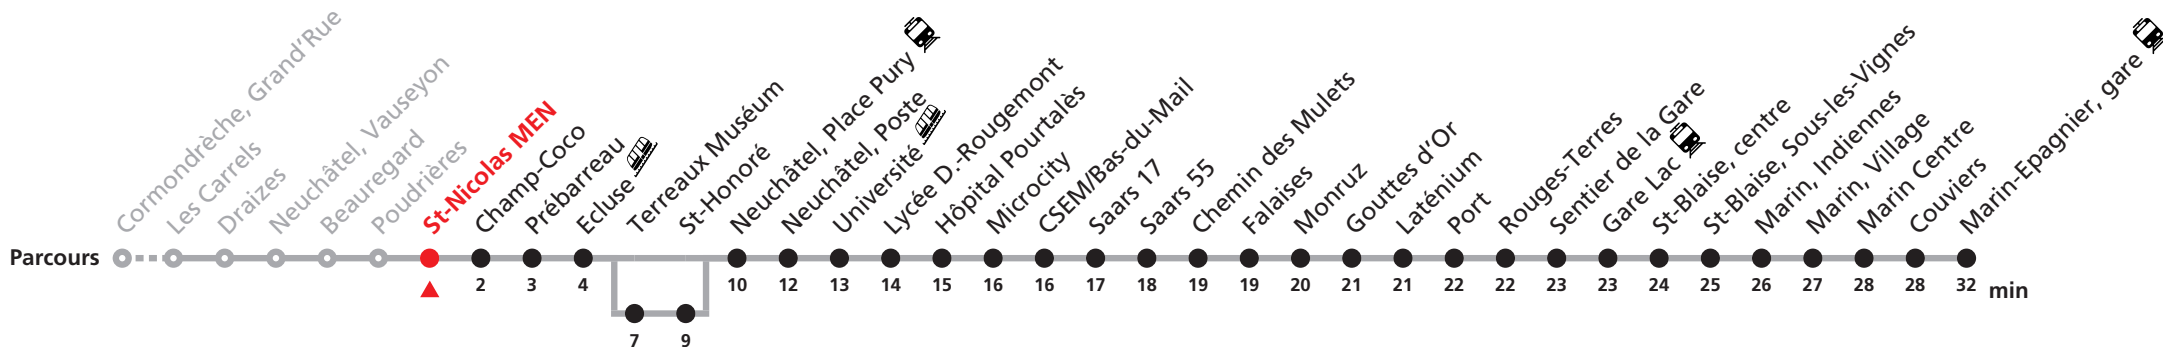 Parcours
Cormondrèche, Grand'Rue
Les Carrels
Draizes
Neuchâtel, Vauseyon
Beauregard
Poudrières
St-Nicolas MEN
Champ-Coco
Prébarreau
Ecluse
Terreaux Muséum
St-Honoré
Neuchâtel, Place Pury
Neuchâtel, Poste
Université
Lycée D.-Rougemont
Hôpital Pourtalès
Microcity
CSEM/Bas-du-Mail
Saars 17
Saars 55
Chemin des Mulets
Falaises
Monruz
Gouttes d'Or
Laténium
Port
Rouges-Terres
Sentier de la Gare
Gare Lac
St-Blaise, centre
St-Blaise, Sous-les-Vignes
Marin, Indiennes
Marin, Village
Marin Centre
Couviers
Marin-Epagnier, gare
2 3 4 10 12 13 14 15 16 16 17 18 19 19 20 21 21 22 22 23 23 24 25 26 27 28 28 32 min
7 9